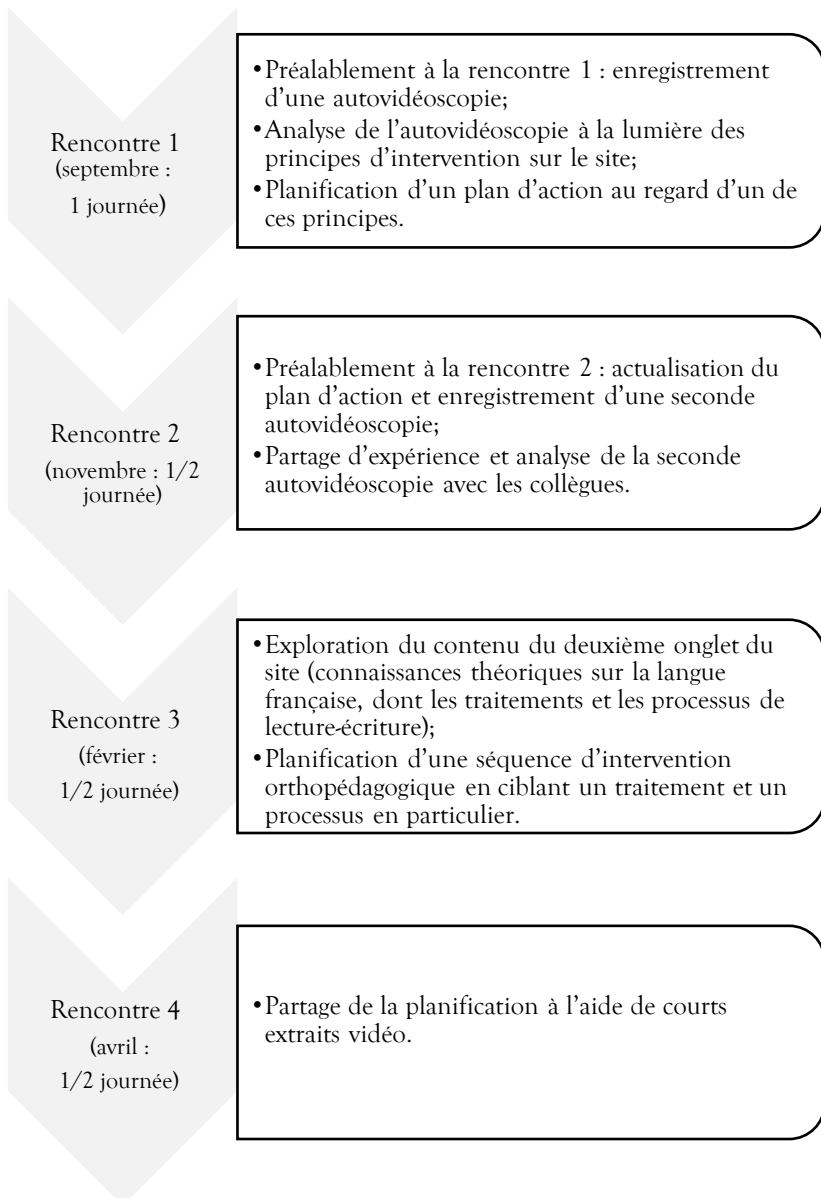 Rencontre 1
(septembre :
1 journée)
•Préalablement à la rencontre 1 : enregistrement
d'une autovidéoscopie;
•Analyse de l'autovidéoscopie à la lumière des
principes d'intervention sur le site;
•Planification d'un plan d'action au regard d'un de
ces principes.
Rencontre 2
(novembre : 1/2
journée)
•Préalablement à la rencontre 2 : actualisation du
plan d'action et enregistrement d'une seconde
autovidéoscopie;
•Partage d'expérience et analyse de la seconde
autovidéoscopie avec les collègues.
Rencontre 3
(février :
1/2 journée)
•Exploration du contenu du deuxième onglet du
site (connaissances théoriques sur la langue
française, dont les traitements et les processus de
lecture-écriture);
•Planification d'une séquence d'intervention
orthopédagogique en ciblant un traitement et un
processus en particulier.
Rencontre 4
(avril :
1/2 journée)
•Partage de la planification à l'aide de courts
extraits vidéo.